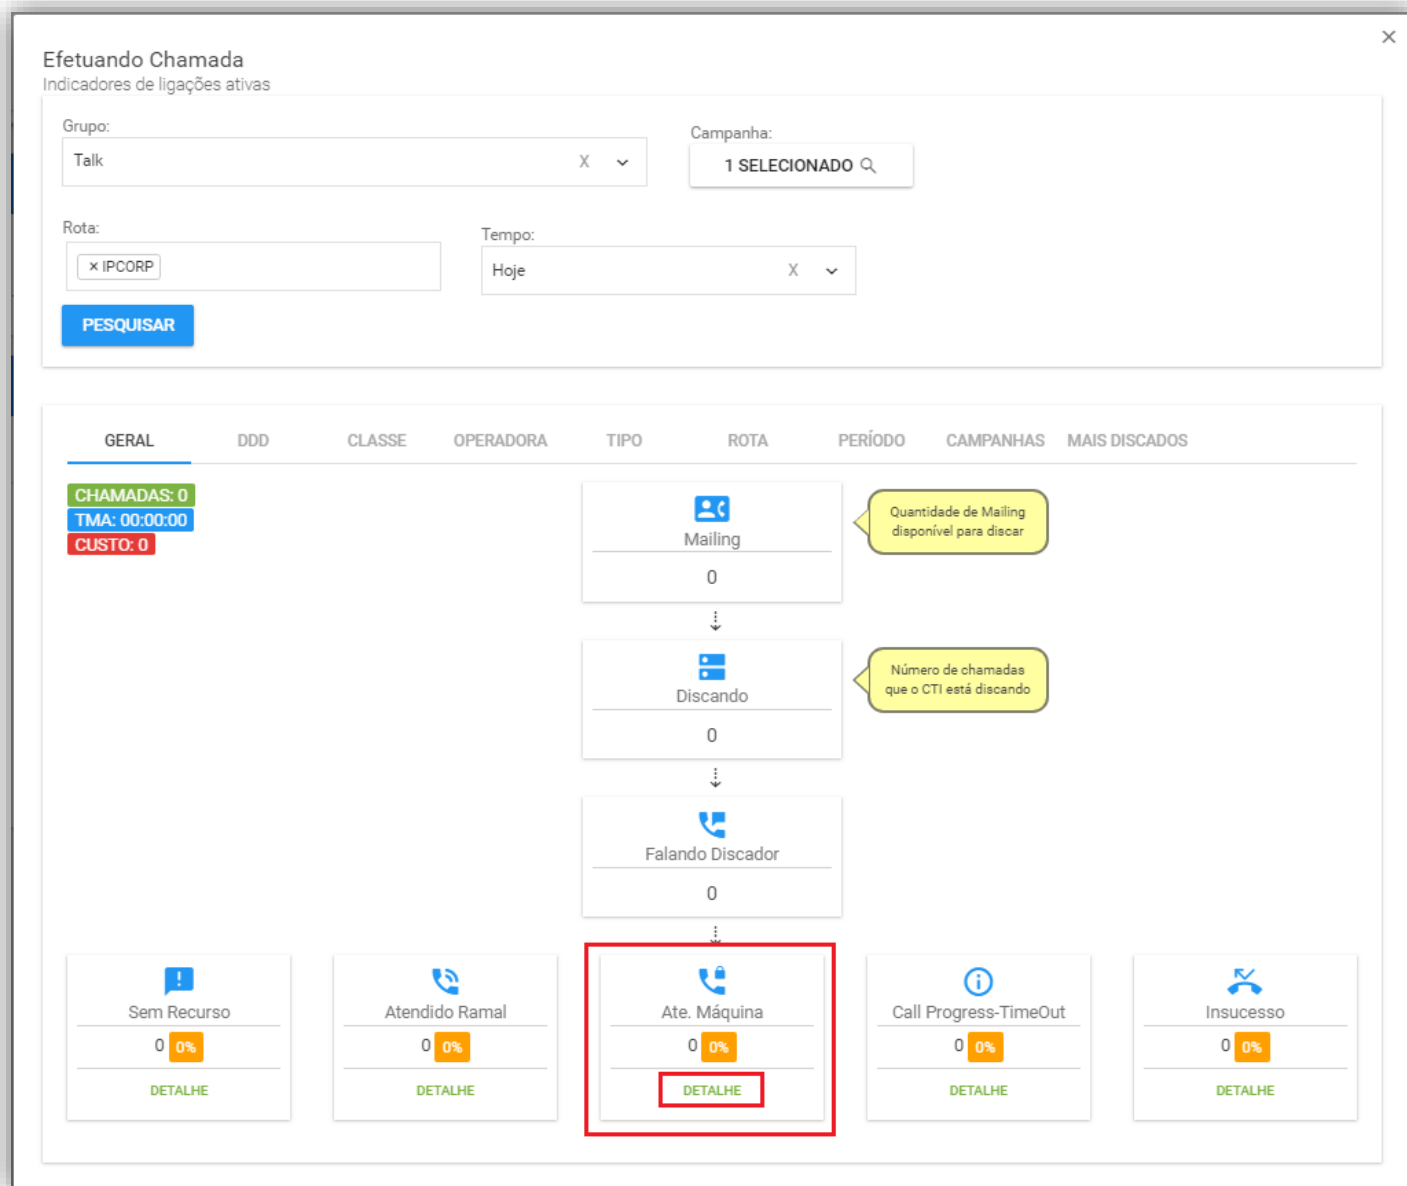 Efetuando Chamada
Indicadores de ligações ativas
Grupo:
Talk X
Campanha:
1 SELECIONADO
Rota:
× IPCORP
Tempo:
Hoje X
PESQUISAR
GERAL DDD CLASSE OPERADORA TIPO ROTA PERÍODO CAMPANHAS MAIS DISCADOS
CHAMADAS: 0
TMA: 00:00:00
CUSTO: 0
Mailing
0
Quantidade de Mailing
disponível para discar
Discando
0
Número de chamadas
que o CTI está discando
Falando Discador
0
Sem Recurso
0 0%
DETALHE
Atendido Ramal
0 0%
DETALHE
Ate. Máquina
0 0%
DETALHE
Call Progress-TimeOut
0 0%
DETALHE
Insucesso
0 0%
DETALHE